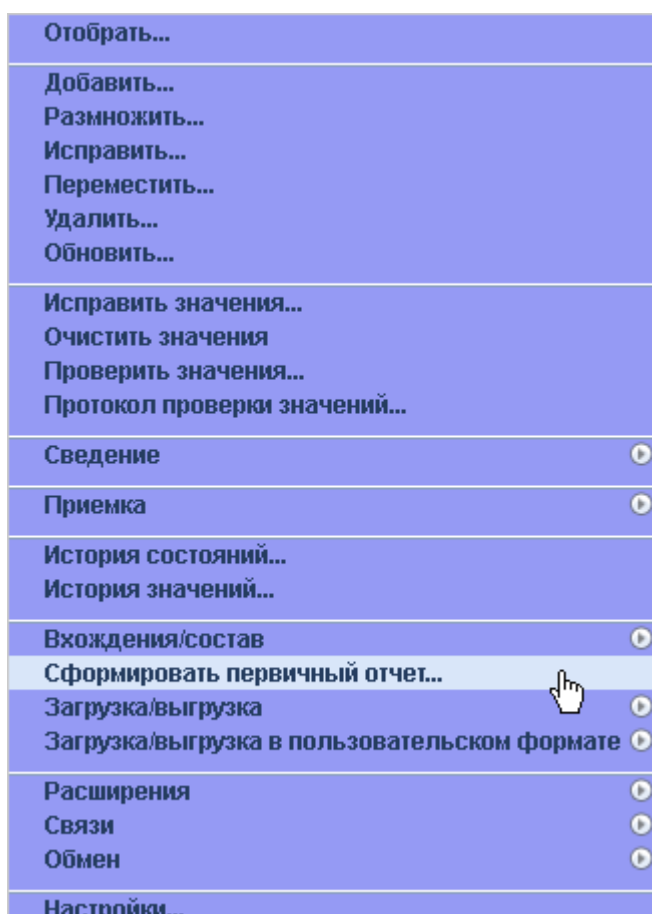 Отобрать...
Добавить...
Размножить...
Исправить...
Переместить...
Удалить...
Обновить...
Исправить значения...
Очистить значения
Проверить значения...
Протокол проверки значений...
Сведение
Приемка
История состояний...
История значений...
Вхождения/состав
Сформировать первичный отчет...
Загрузка/выгрузка
Загрузка/выгрузка в пользовательском формате
Расширения
Связи
Обмен
Настройки...